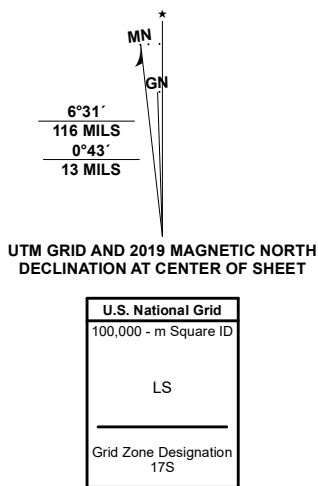 ★
MN
GN
6°31´
116 MILS
0°43´
13 MILS
UTM GRID AND 2019 MAGNETIC NORTH
DECLINATION AT CENTER OF SHEET
U.S. National Grid
100,000 - m Square ID
LS
Grid Zone Designation
17S